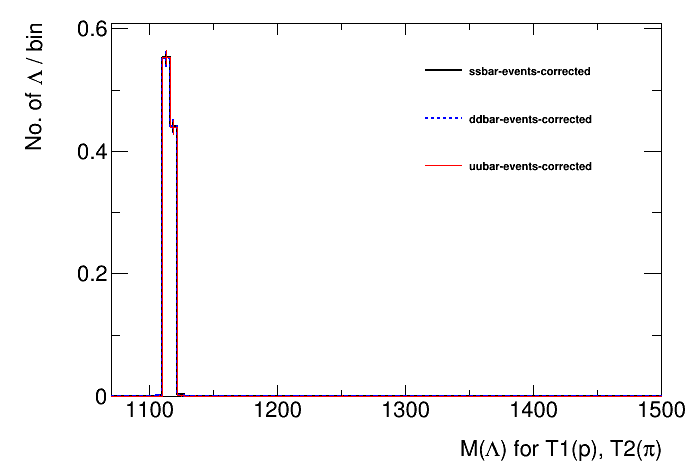 No. of Λ / bin
0.6
0.4
0.2
0
ssbar-events-corrected
ddbar-events-corrected
uubar-events-corrected
1100 1200 1300 1400 1500
M(Λ) for T1(p), T2(π)